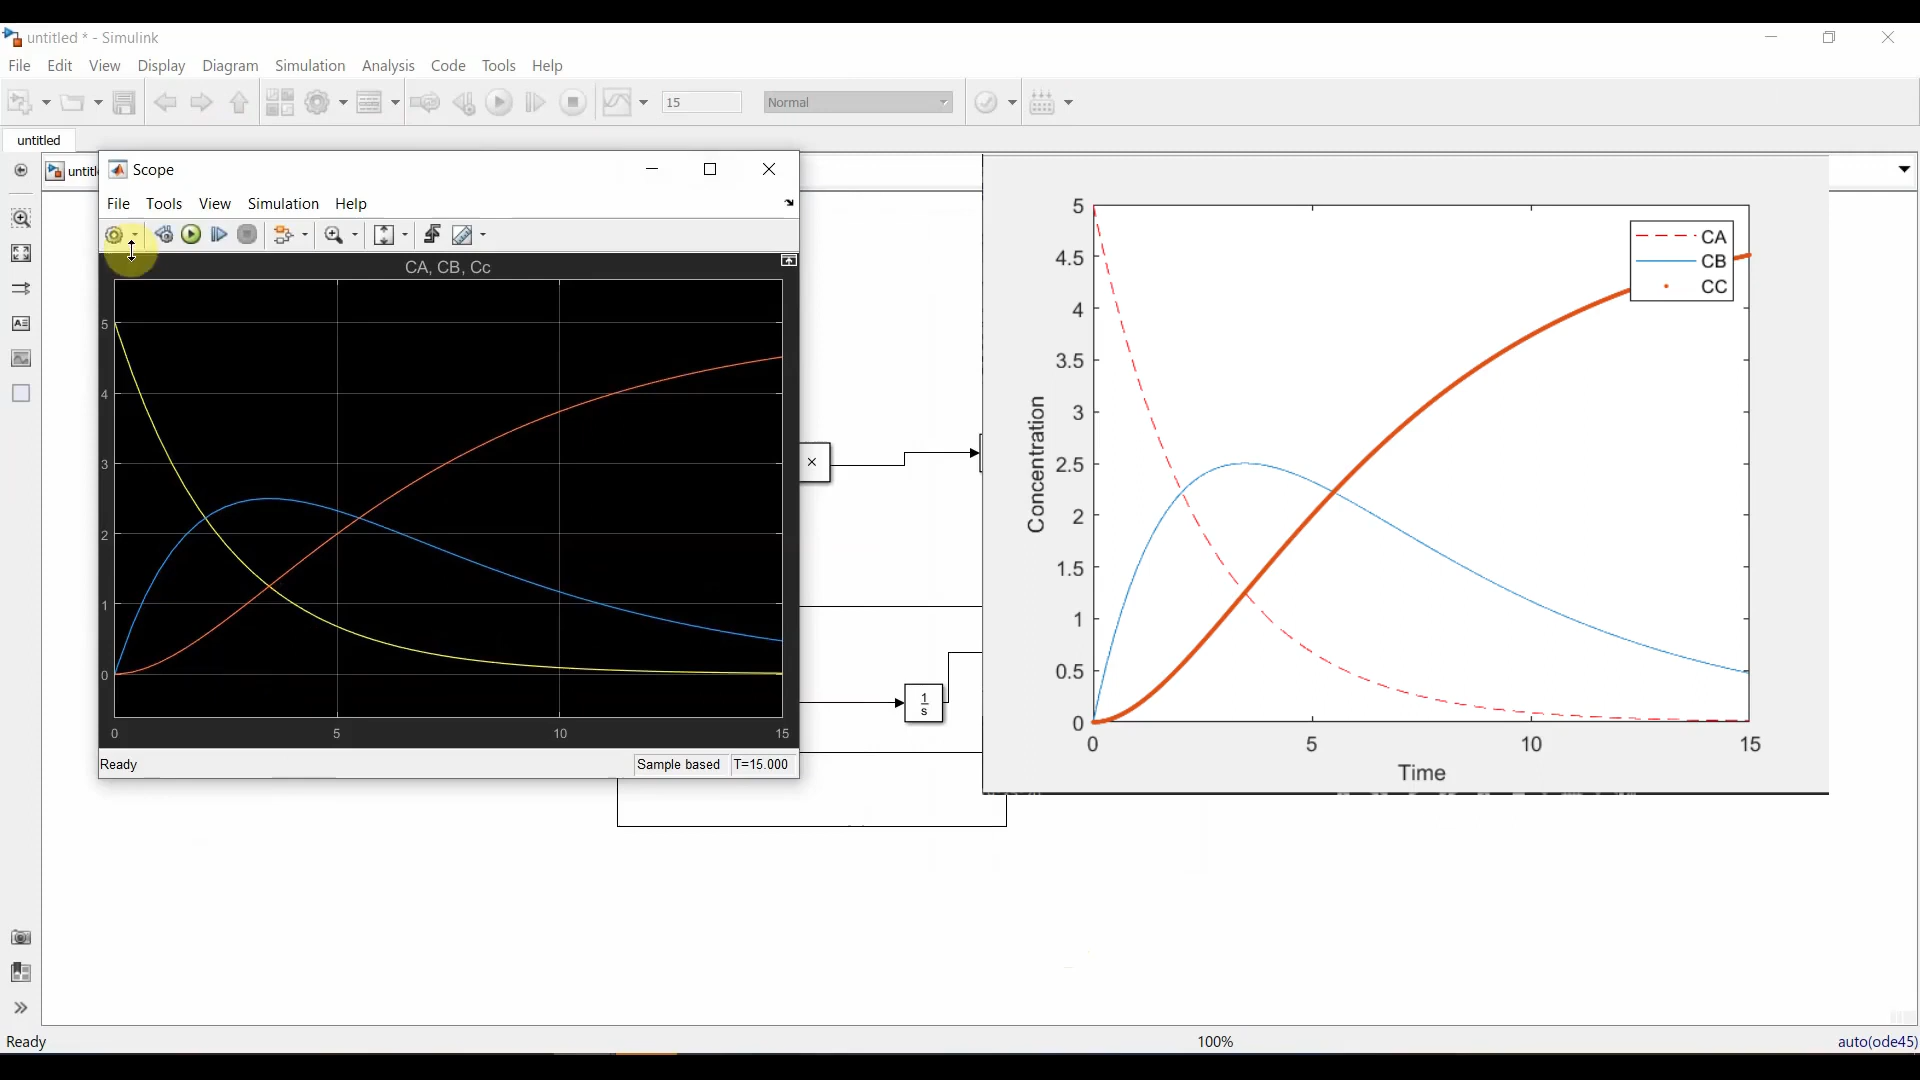 untitled * - Simulink
File Edit View Display Diagram Simulation Analysis Code Tools Help
15 Normal
untitled
Scope
File Tools View Simulation Help
CA, CB, Cc
5
4
3
2
1
0
0 5 10 15
Ready Sample based T=15.000
×
1
s
CA
CB
CC
Concentration
5
4.5
4
3.5
3
2.5
2
1.5
1
0.5
0
0 5 10 15
Time
Ready 100% auto(ode45)